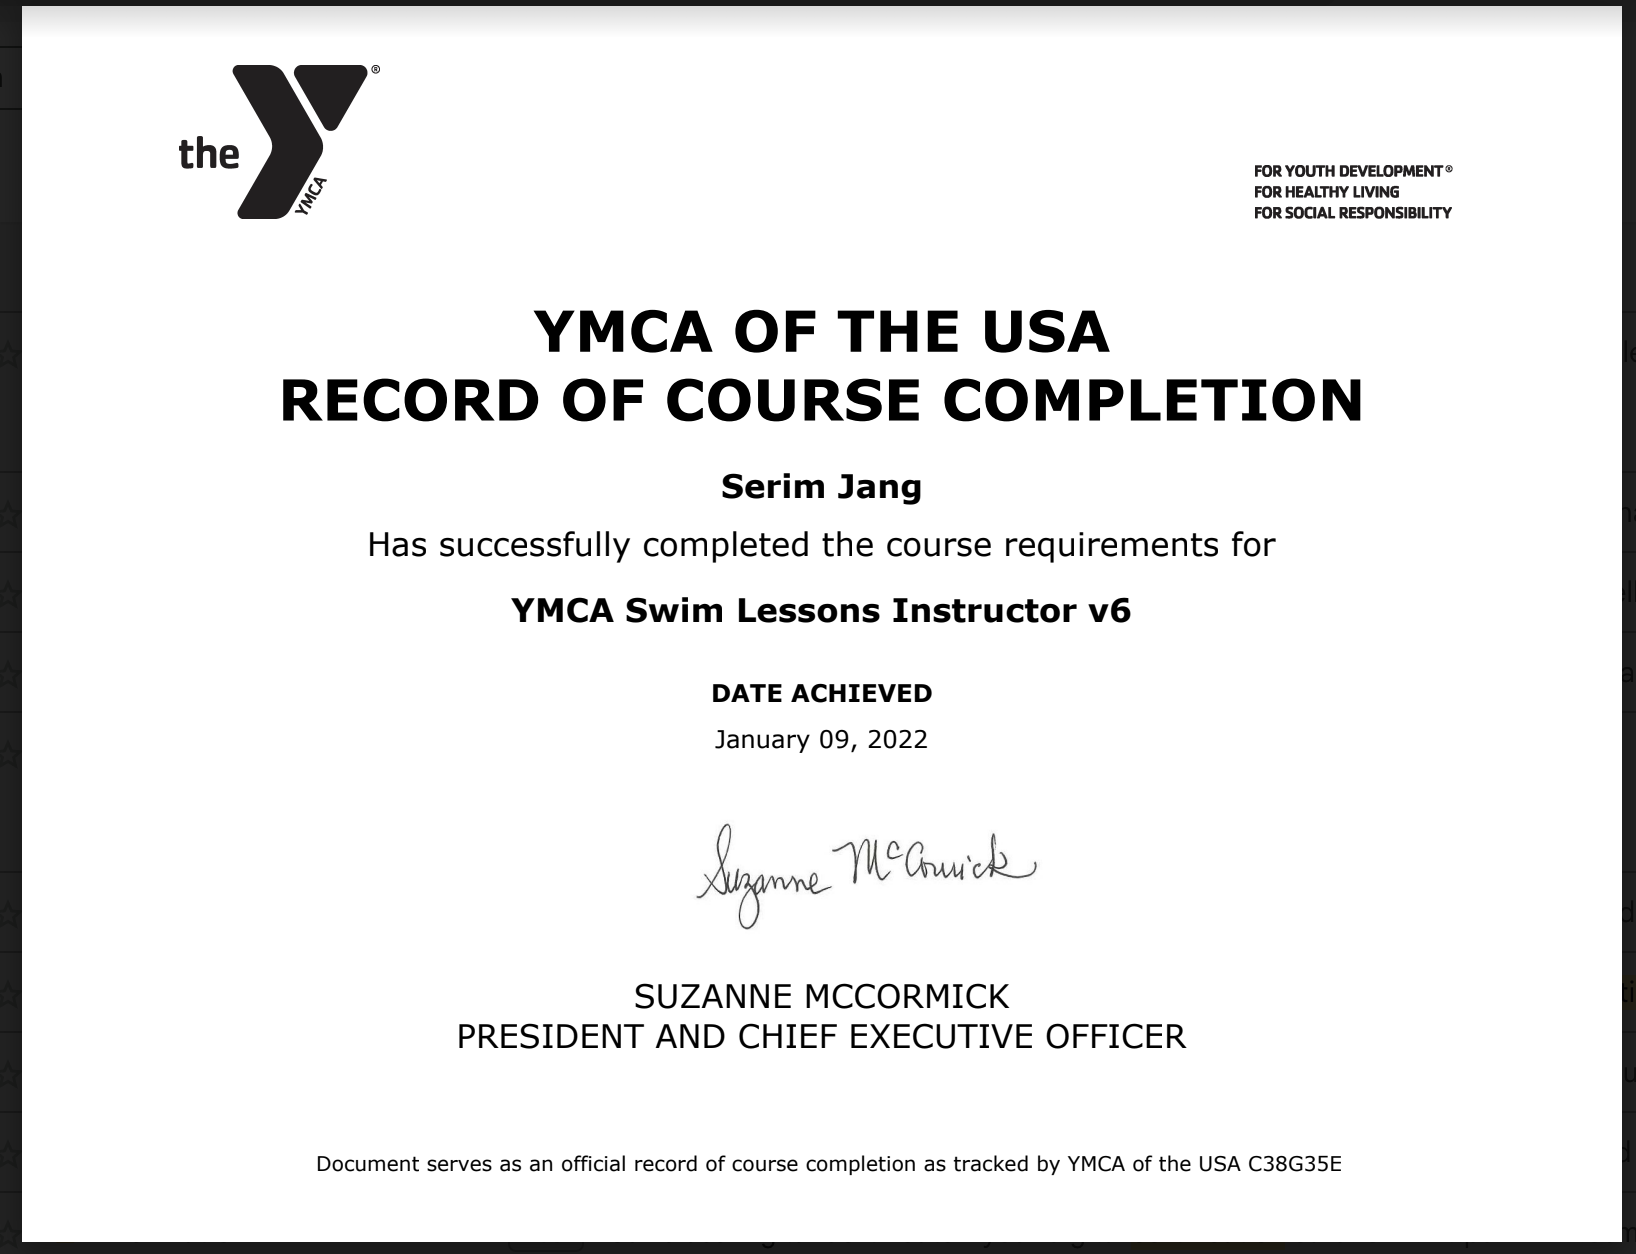 the
YMCA
®
FOR YOUTH DEVELOPMENT®
FOR HEALTHY LIVING
FOR SOCIAL RESPONSIBILITY
YMCA OF THE USA
RECORD OF COURSE COMPLETION
Serim Jang
Has successfully completed the course requirements for
YMCA Swim Lessons Instructor v6
DATE ACHIEVED
January 09, 2022
Suzanne McCormick
SUZANNE MCCORMICK
PRESIDENT AND CHIEF EXECUTIVE OFFICER
Document serves as an official record of course completion as tracked by YMCA of the USA C38G35E